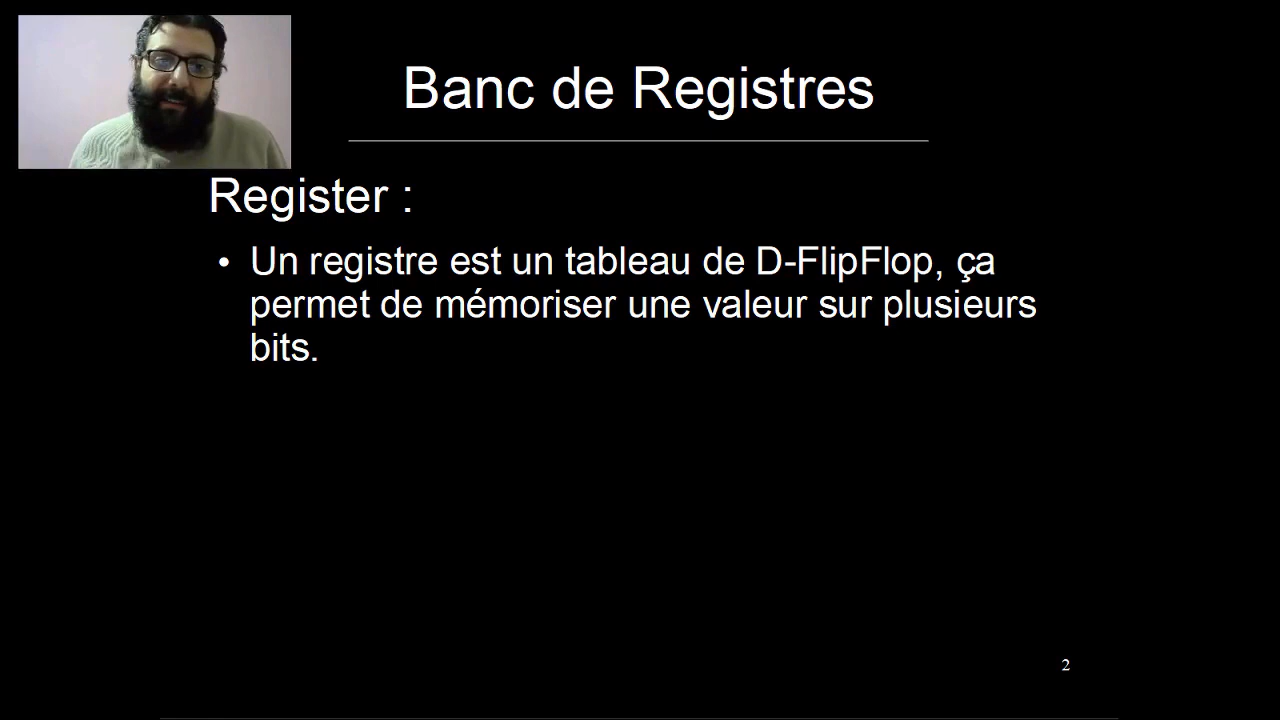 Banc de Registres
Register :
• Un registre est un tableau de D-FlipFlop, ça
permet de mémoriser une valeur sur plusieurs
bits.
2